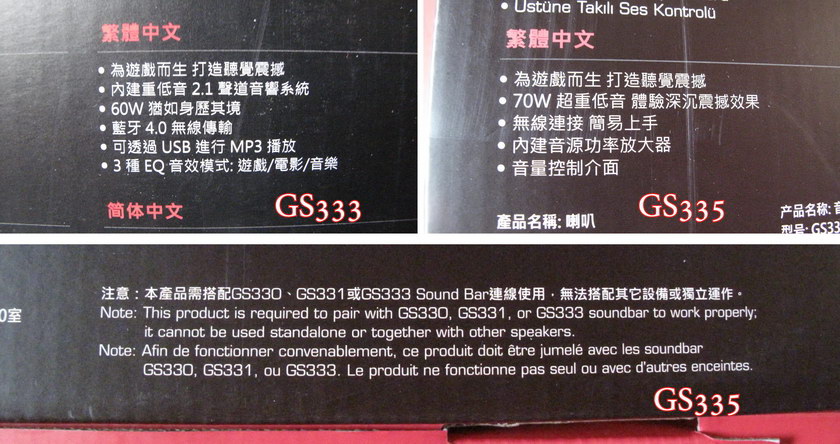 繁體中文
• 為遊戲而生 打造聽覺震撼
• 內建重低音 2.1 聲道音響系統
• 60W 猶如身歷其境
• 藍牙 4.0 無線傳輸
• 可透過 USB 進行 MP3 播放
• 3 種 EQ 音效模式: 遊戲/電影/音樂
简体中文
GS333
• Üstüne Takılı Ses Kontrolü
繁體中文
• 為遊戲而生 打造聽覺震撼
• 70W 超重低音 體驗深沉震撼效果
• 無線連接 簡易上手
• 內建音源功率放大器
• 音量控制介面
GS335
產品名稱: 喇叭
产品名称:
型号: GS33
0室
注意：本產品需搭配GS330、GS331或GS333 Sound Bar連線使用，無法搭配其它設備或獨立運作。
Note: This product is required to pair with GS330, GS331, or GS333 soundbar to work properly;
it cannot be used standalone or together with other speakers.
Note: Afin de fonctionner convenablement, ce produit doit être jumelé avec les soundbar
GS330, GS331, ou GS333. Le produit ne fonctionne pas seul ou avec d'autres enceintes.
GS335